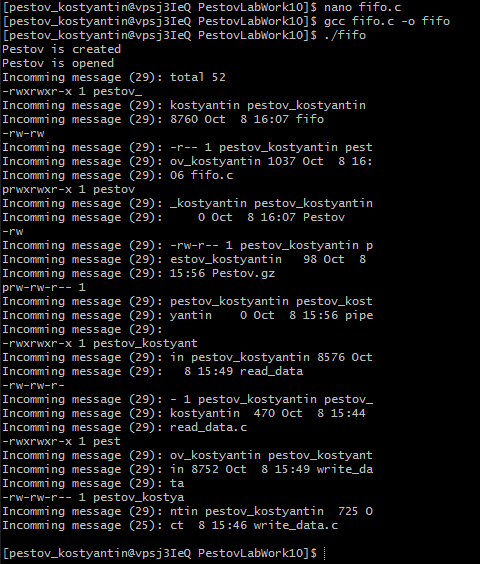 [pestov_kostyantin@vpsj3IeQ PestovLabWork10]$ nano fifo.c
[pestov_kostyantin@vpsj3IeQ PestovLabWork10]$ gcc fifo.c -o fifo
[pestov_kostyantin@vpsj3IeQ PestovLabWork10]$ ./fifo
Pestov is created
Pestov is opened
Incomming message (29): total 52
-rwxrwxr-x 1 pestov_
Incomming message (29): kostyantin pestov_kostyantin
Incomming message (29): 8760 Oct  8 16:07 fifo
-rw-rw
Incomming message (29): -r-- 1 pestov_kostyantin pest
Incomming message (29): ov_kostyantin 1037 Oct  8 16:
Incomming message (29): 06 fifo.c
prwxrwxr-x 1 pestov
Incomming message (29): _kostyantin pestov_kostyantin
Incomming message (29):    0 Oct  8 16:07 Pestov
-rw
Incomming message (29): -rw-r-- 1 pestov_kostyantin p
Incomming message (29): estov_kostyantin   98 Oct  8
Incomming message (29): 15:56 Pestov.gz
prw-rw-r-- 1
Incomming message (29): pestov_kostyantin pestov_kost
Incomming message (29): yantin    0 Oct  8 15:56 pipe
Incomming message (29):
-rwxrwxr-x 1 pestov_kostyant
Incomming message (29): in pestov_kostyantin 8576 Oct
Incomming message (29):   8 15:49 read_data
-rw-rw-r-
Incomming message (29): - 1 pestov_kostyantin pestov_
Incomming message (29): kostyantin  470 Oct  8 15:44
Incomming message (29): read_data.c
-rwxrwxr-x 1 pest
Incomming message (29): ov_kostyantin pestov_kostyant
Incomming message (29): in 8752 Oct  8 15:49 write_da
Incomming message (29): ta
-rw-rw-r-- 1 pestov_kostya
Incomming message (29): ntin pestov_kostyantin  725 O
Incomming message (25): ct  8 15:46 write_data.c
[pestov_kostyantin@vpsj3IeQ PestovLabWork10]$